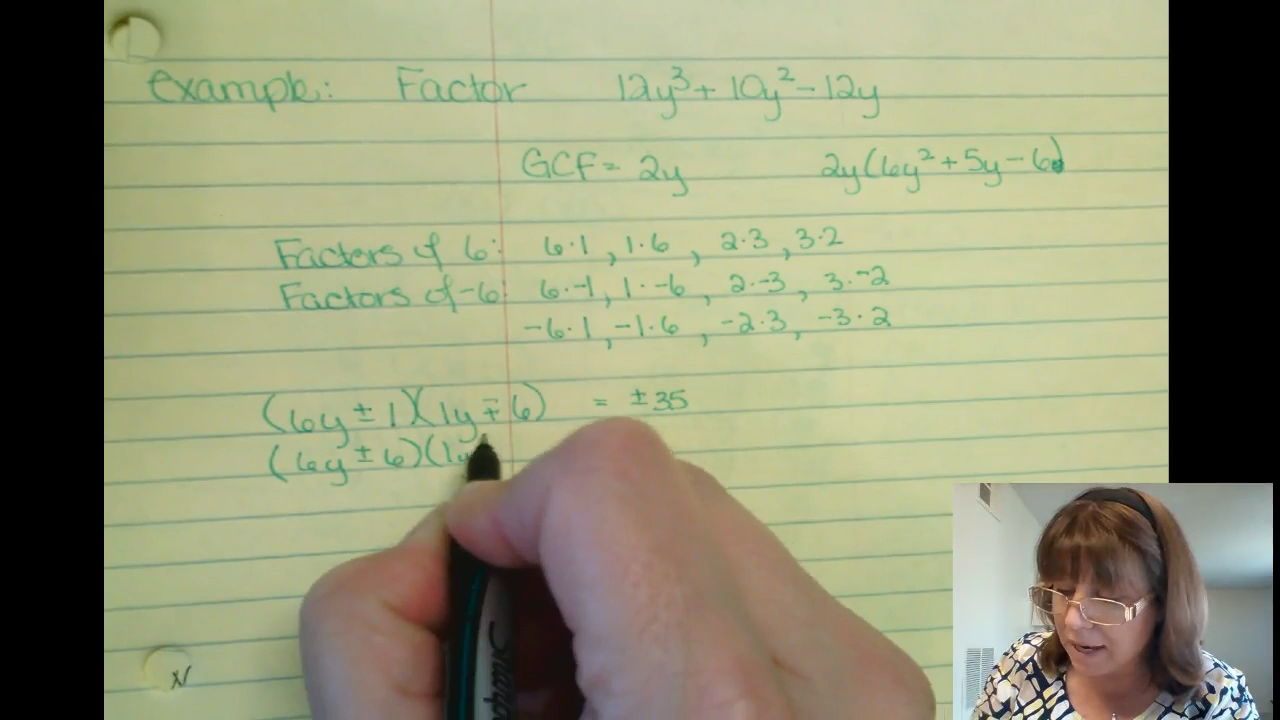 example: Factor 12y³ + 10y² - 12y
GCF = 2y 2y(6y² + 5y - 6)
Factors of 6: 6·1, 1·6, 2·3, 3·2
Factors of -6: 6·-1, 1·-6, 2·-3, 3·-2
-6·1, -1·6, -2·3, -3·2
(6y ± 1)(1y ∓ 6) = ±35
(6y ± 6)(1y